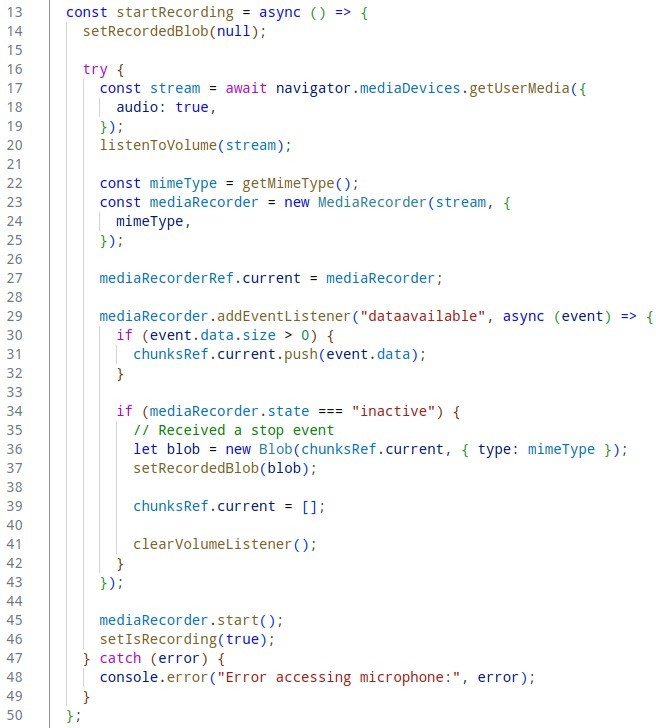 13 const startRecording = async () => {
14 setRecordedBlob(null);
15
16 try {
17 const stream = await navigator.mediaDevices.getUserMedia({
18 audio: true,
19 });
20 listenToVolume(stream);
21
22 const mimeType = getMimeType();
23 const mediaRecorder = new MediaRecorder(stream, {
24 mimeType,
25 });
26
27 mediaRecorderRef.current = mediaRecorder;
28
29 mediaRecorder.addEventListener("dataavailable", async (event) => {
30 if (event.data.size > 0) {
31 chunksRef.current.push(event.data);
32 }
33
34 if (mediaRecorder.state === "inactive") {
35 // Received a stop event
36 let blob = new Blob(chunksRef.current, { type: mimeType });
37 setRecordedBlob(blob);
38
39 chunksRef.current = [];
40
41 clearVolumeListener();
42 }
43 });
44
45 mediaRecorder.start();
46 setIsRecording(true);
47 } catch (error) {
48 console.error("Error accessing microphone:", error);
49 }
50 };